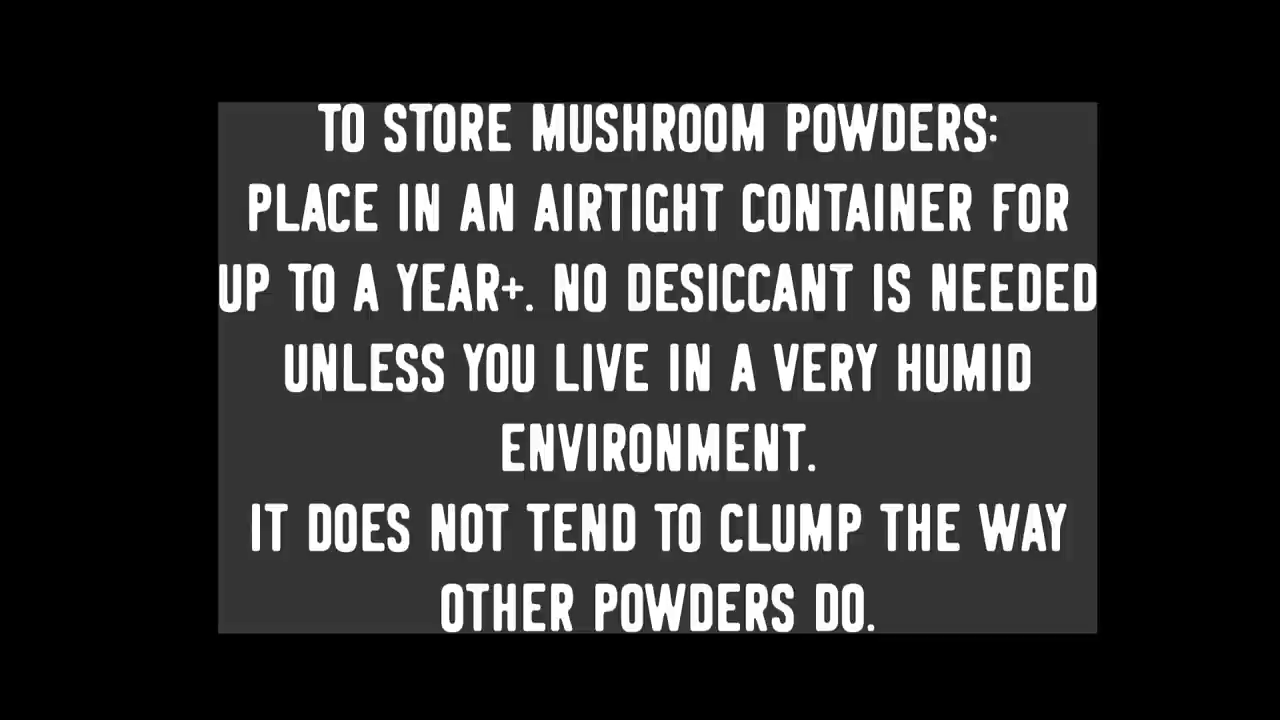 TO STORE MUSHROOM POWDERS:
PLACE IN AN AIRTIGHT CONTAINER FOR
UP TO A YEAR+. NO DESICCANT IS NEEDED
UNLESS YOU LIVE IN A VERY HUMID
ENVIRONMENT.
IT DOES NOT TEND TO CLUMP THE WAY
OTHER POWDERS DO.